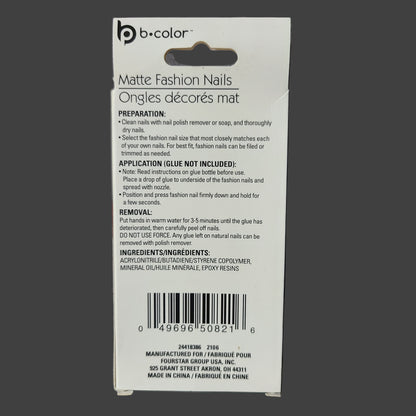 b•color™
Matte Fashion Nails
Ongles décorés mat
PREPARATION:
• Clean nails with nail polish remover or soap, and thoroughly
dry nails.
• Select the fashion nail size that most closely matches each
of your own nails. For best fit, fashion nails can be filed or
trimmed as needed.
APPLICATION (GLUE NOT INCLUDED):
• Note: Read instructions on glue bottle before use.
Place a drop of glue to underside of the fashion nails and
spread with nozzle.
• Position and press fashion nail firmly down and hold for
a few seconds.
REMOVAL:
Put hands in warm water for 3-5 minutes until the glue has
deteriorated, then carefully peel off nails.
DO NOT USE FORCE. Any glue left on natural nails can be
removed with polish remover.
INGREDIENTS/INGRÉDIENTS:
ACRYLONITRILE/BUTADIENE/STYRENE COPOLYMER,
MINERAL OIL/HUILE MINÉRALE, EPOXY RESINS
0 49696 50821 6
24418386 2106
MANUFACTURED FOR / FABRIQUÉ POUR
FOURSTAR GROUP USA, INC.
925 GRANT STREET AKRON, OH 44311
MADE IN CHINA / FABRIQUÉ EN CHINE